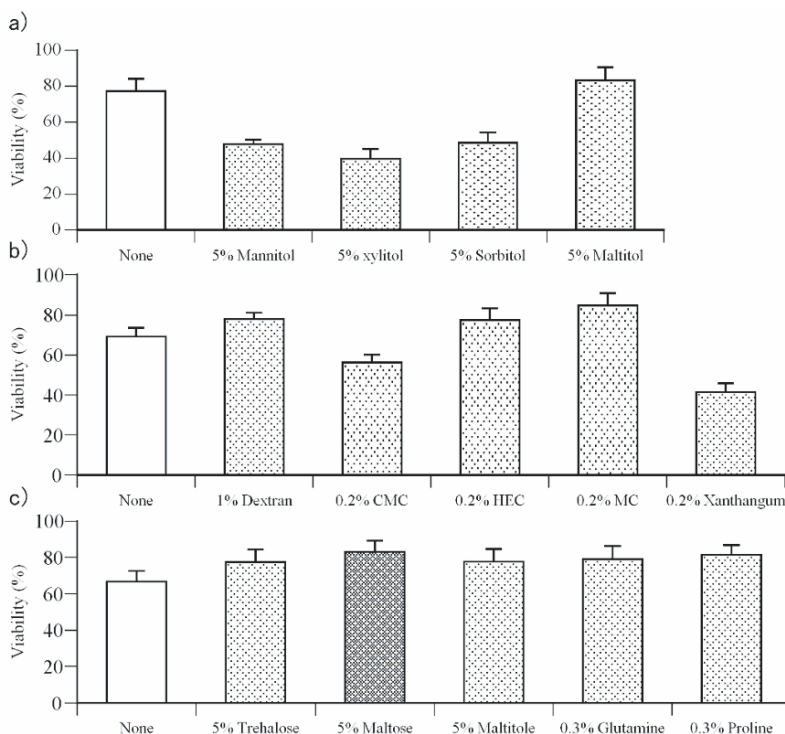 a)
100
80
60
40
20
0
Viability (%)
None 5% Mannitol 5% xylitol 5% Sorbitol 5% Maltitol
b)
100
80
60
40
20
0
Viability (%)
None 1% Dextran 0.2% CMC 0.2% HEC 0.2% MC 0.2% Xanthangum
c)
100
80
60
40
20
0
Viability (%)
None 5% Trehalose 5% Maltose 5% Maltitole 0.3% Glutamine 0.3% Proline